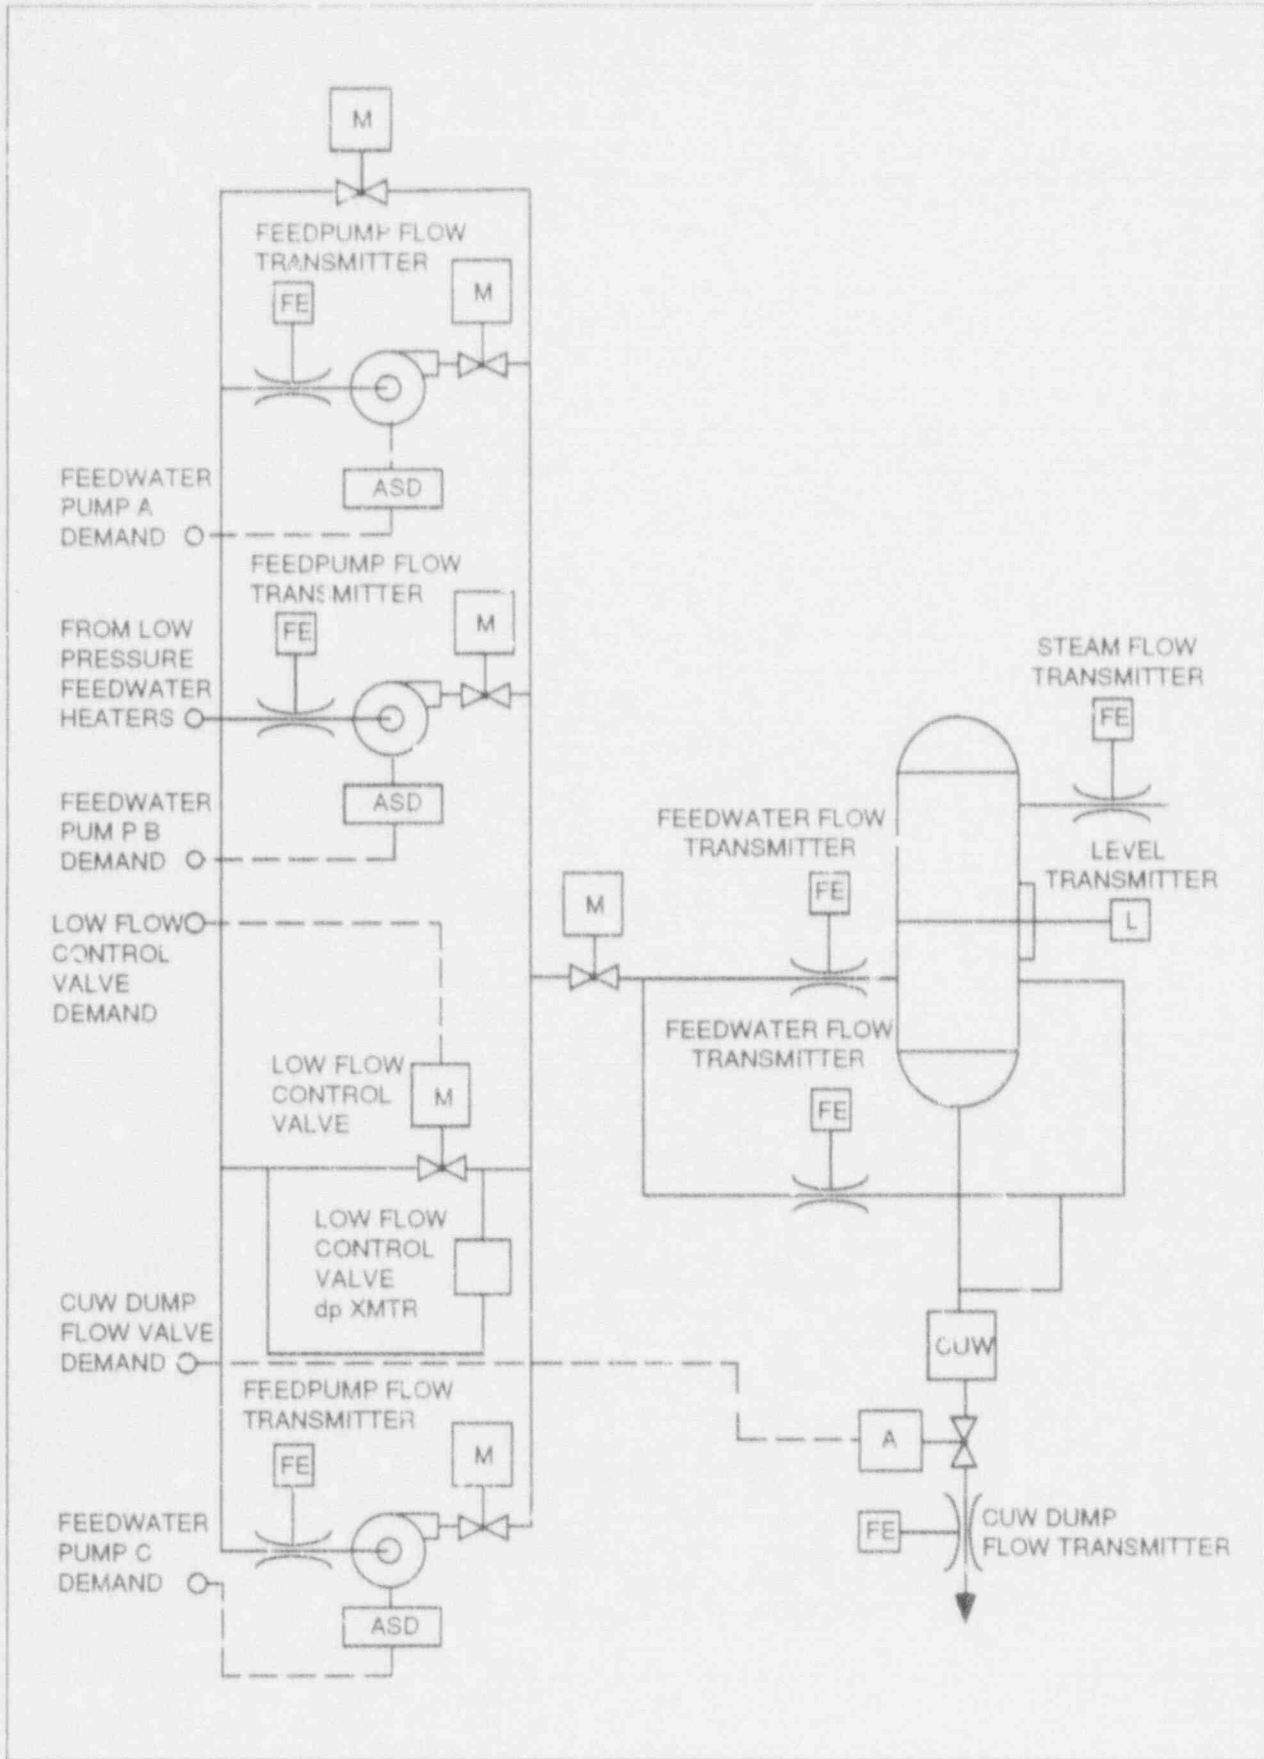 M
FEEDPUMP FLOW
TRANSMITTER
M
FE
FEEDWATER
PUMP A
DEMAND
ASD
FEEDPUMP FLOW
TRANSMITTER
M
FE
FROM LOW
PRESSURE
FEEDWATER
HEATERS
STEAM FLOW
TRANSMITTER
FE
FEEDWATER
PUMP B
DEMAND
ASD
FEEDWATER FLOW
TRANSMITTER
FE
LEVEL
TRANSMITTER
L
M
LOW FLOW
CONTROL
VALVE
DEMAND
FEEDWATER FLOW
TRANSMITTER
FE
LOW FLOW
CONTROL
VALVE
M
LOW FLOW
CONTROL
VALVE
dp XMTR
CUW DUMP
FLOW VALVE
DEMAND
CUW
FEEDPUMP FLOW
TRANSMITTER
M
FE
A
FE
CUW DUMP
FLOW TRANSMITTER
FEEDWATER
PUMP C
DEMAND
ASD